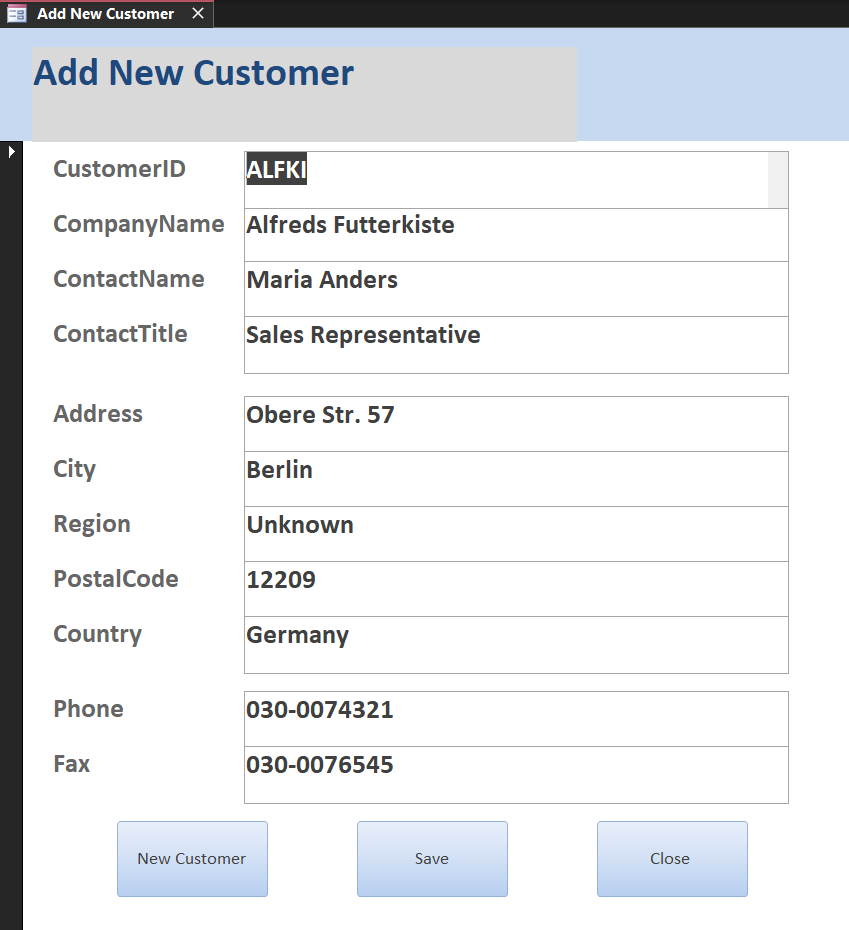 Add New Customer
Add New Customer
CustomerID ALFKI
CompanyName Alfreds Futterkiste
ContactName Maria Anders
ContactTitle Sales Representative
Address Obere Str. 57
City Berlin
Region Unknown
PostalCode 12209
Country Germany
Phone 030-0074321
Fax 030-0076545
New Customer Save Close